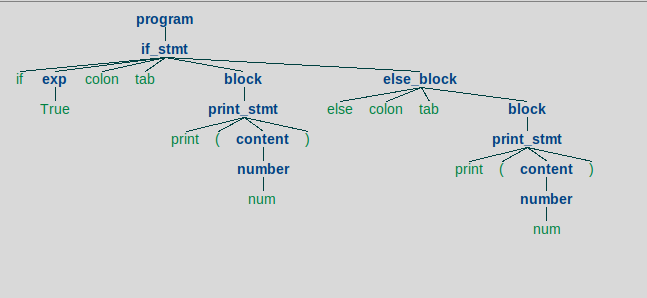 program
if_stmt
if exp colon tab block else_block
True print_stmt else colon tab block
print ( content ) print_stmt
number print ( content )
num number
num